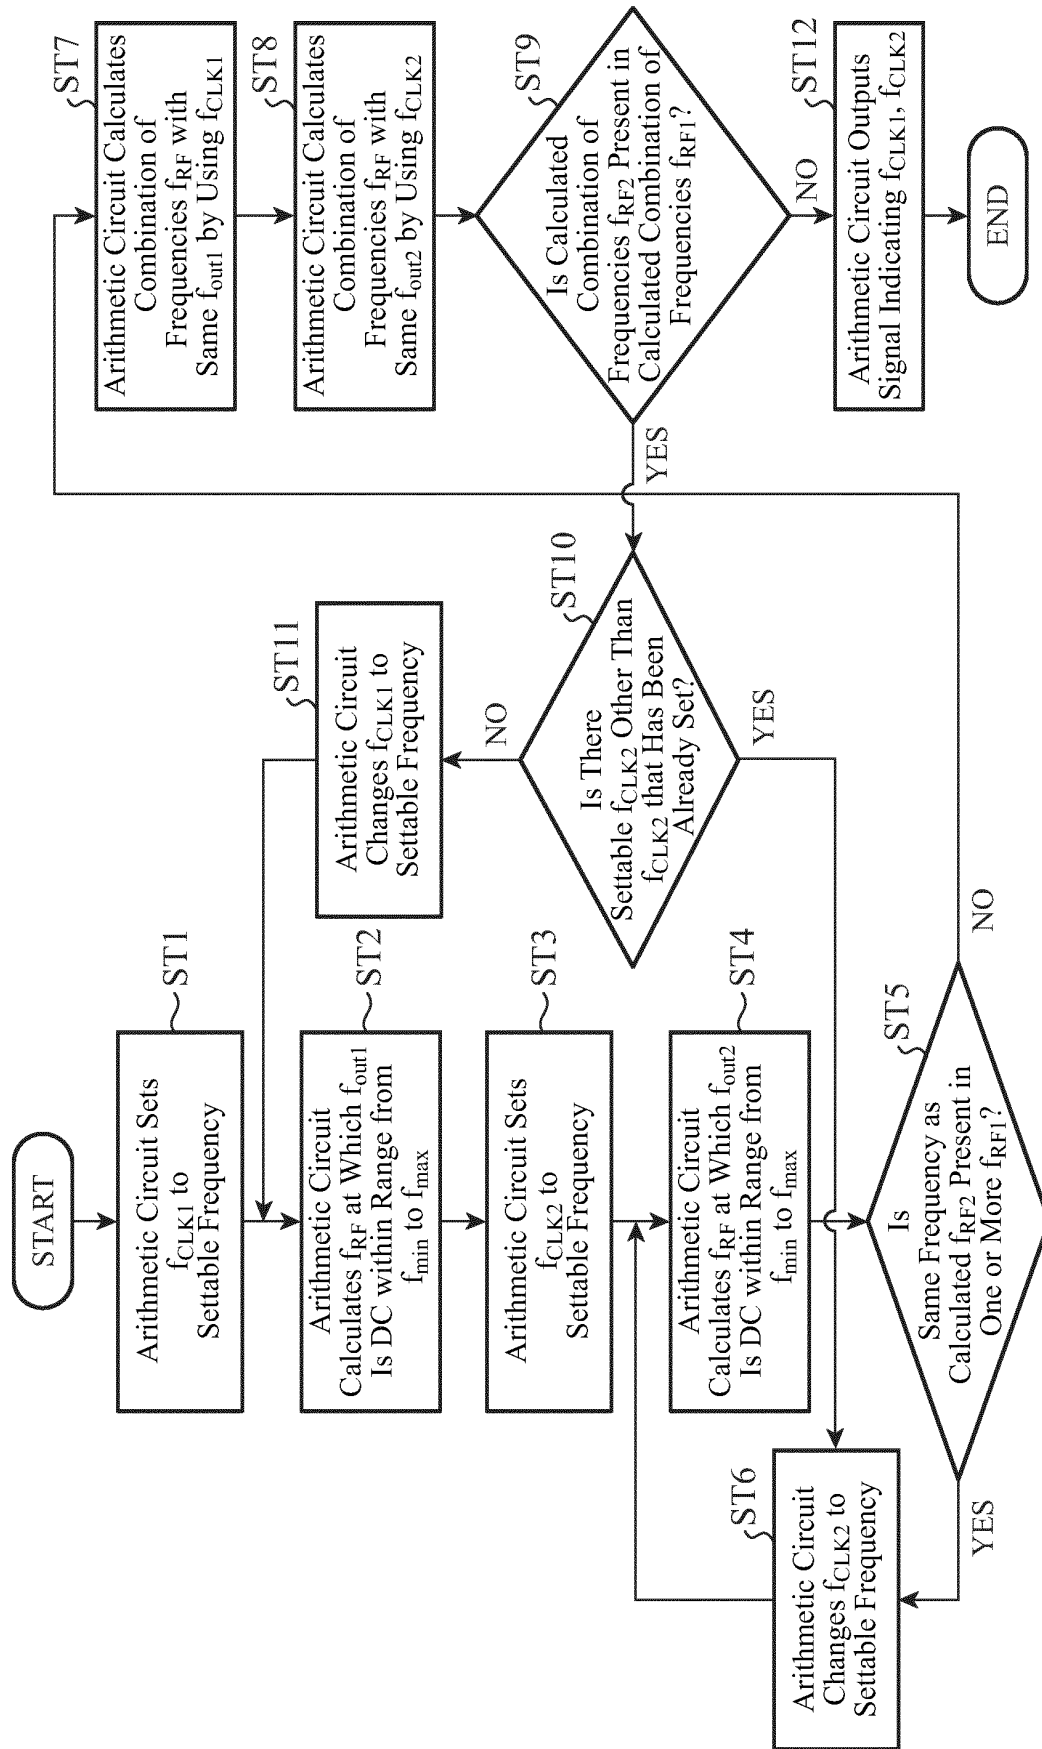 START
ST1
Arithmetic Circuit Sets
fCLK1 to
Settable Frequency
ST2
Arithmetic Circuit
Calculates fRF at Which fout1
Is DC within Range from
fmin to fmax
ST3
Arithmetic Circuit Sets
fCLK2 to
Settable Frequency
ST4
Arithmetic Circuit
Calculates fRF at Which fout2
Is DC within Range from
fmin to fmax
ST5
Is
Same Frequency as
Calculated fRF2 Present in
One or More fRF1?
YES
NO
ST6
Arithmetic Circuit
Changes fCLK2 to
Settable Frequency
ST7
Arithmetic Circuit Calculates
Combination of
Frequencies fRF with
Same fout1 by Using fCLK1
ST8
Arithmetic Circuit Calculates
Combination of
Frequencies fRF with
Same fout2 by Using fCLK2
ST9
Is Calculated
Combination of
Frequencies fRF2 Present in
Calculated Combination of
Frequencies fRF1?
YES
NO
ST10
Is There
Settable fCLK2 Other Than
fCLK2 that Has Been
Already Set?
NO
YES
ST11
Arithmetic Circuit
Changes fCLK1 to
Settable Frequency
ST12
Arithmetic Circuit Outputs
Signal Indicating fCLK1, fCLK2
END